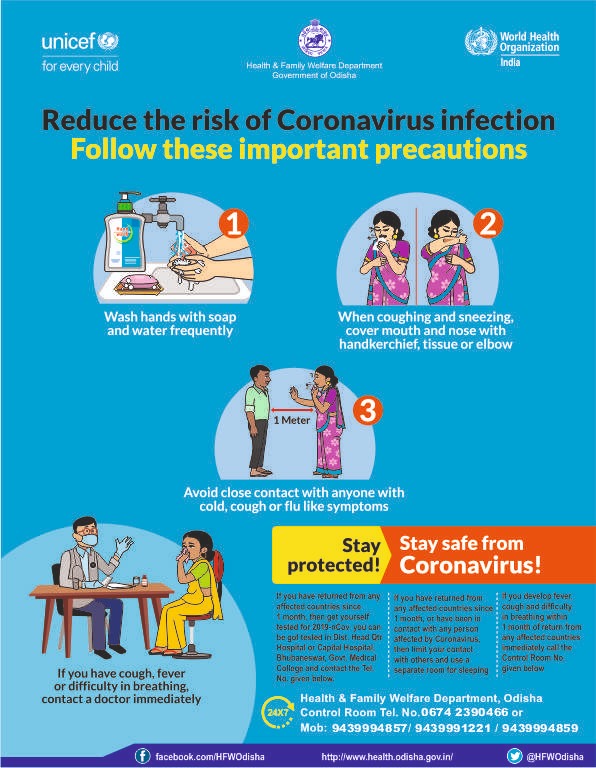 unicef
for every child
Health & Family Welfare Department
Government of Odisha
World Health
Organization
India
Reduce the risk of Coronavirus infection
Follow these important precautions
1
Wash hands with soap
and water frequently
2
When coughing and sneezing,
cover mouth and nose with
handkerchief, tissue or elbow
1 Meter
3
Avoid close contact with anyone with
cold, cough or flu like symptoms
If you have cough, fever
or difficulty in breathing,
contact a doctor immediately
Stay
protected!
Stay safe from
Coronavirus!
If you have returned from any
affected countries since
1 month, then get yourself
tested for 2019-nCov. you can
be got tested in Dist. Head Qtr
Hospital or Capital Hospital,
Bhubaneswar, Govt. Medical
College and contact the Ter.
No. given below.
If you have returned from
any affected countries since
1 month, or have been in
contact with any person
affected by Coronavirus,
then limit your contact
with others and use a
separate room for sleeping
If you develop fever
cough and difficulty
in breathing within
1 month of return from
any affected countries
immediately call the
Control Room No.
given below
24X7
Health & Family Welfare Department, Odisha
Control Room Tel. No. 0674 2390466 or
Mob: 9439994857/ 9439991221 / 9439994859
facebook.com/HFWOdisha
http://www.health.odisha.gov.in/
@HFWOdisha